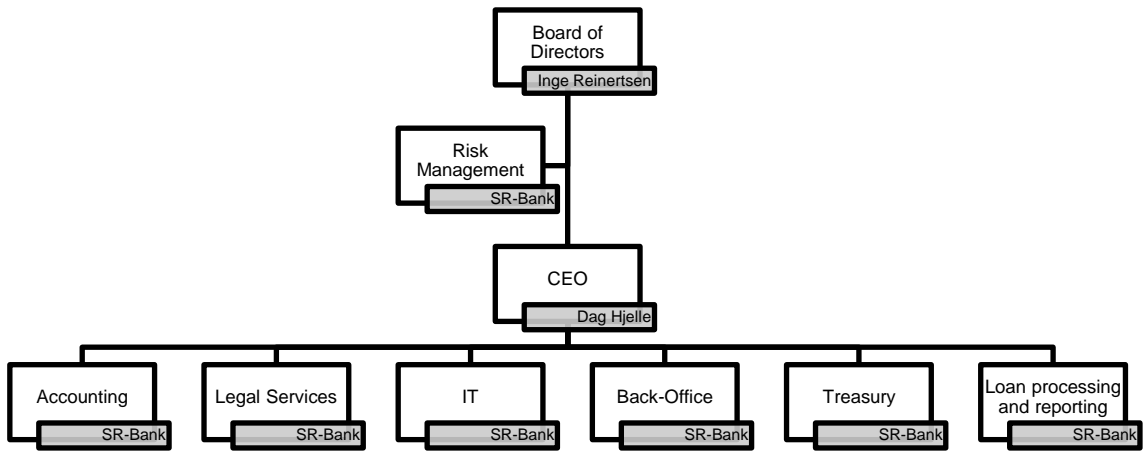 Board of
Directors
Inge Reinertsen
Risk
Management
SR-Bank
CEO
Dag Hjelle
Accounting
SR-Bank
Legal Services
SR-Bank
IT
SR-Bank
Back-Office
SR-Bank
Treasury
SR-Bank
Loan processing
and reporting
SR-Bank